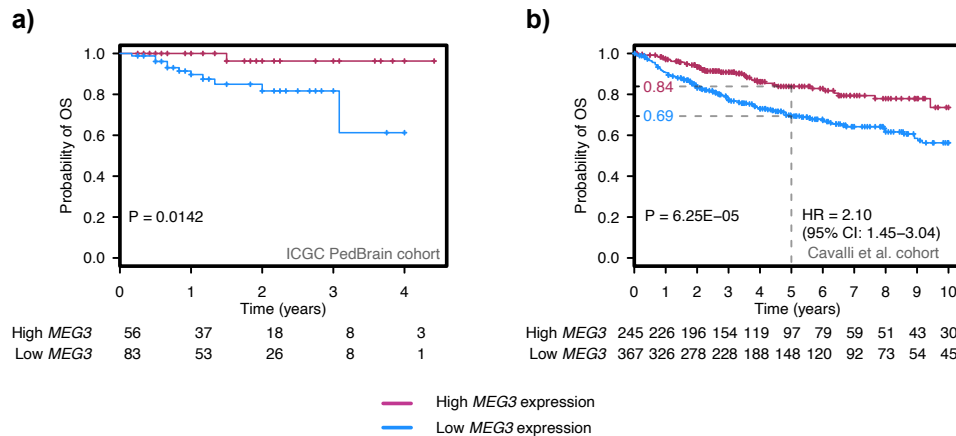 a)
Probability of OS
1.0
0.8
0.6
0.4
0.2
0.0
P = 0.0142
ICGC PedBrain cohort
0 1 2 3 4
Time (years)
High MEG3 56 37 18 8 3
Low MEG3 83 53 26 8 1
b)
Probability of OS
1.0
0.8
0.6
0.4
0.2
0.0
0.84
0.69
P = 6.25E−05
HR = 2.10
(95% CI: 1.45−3.04)
Cavalli et al. cohort
0 1 2 3 4 5 6 7 8 9 10
Time (years)
High MEG3 245 226 196 154 119 97 79 59 51 43 30
Low MEG3 367 326 278 228 188 148 120 92 73 54 45
High MEG3 expression
Low MEG3 expression